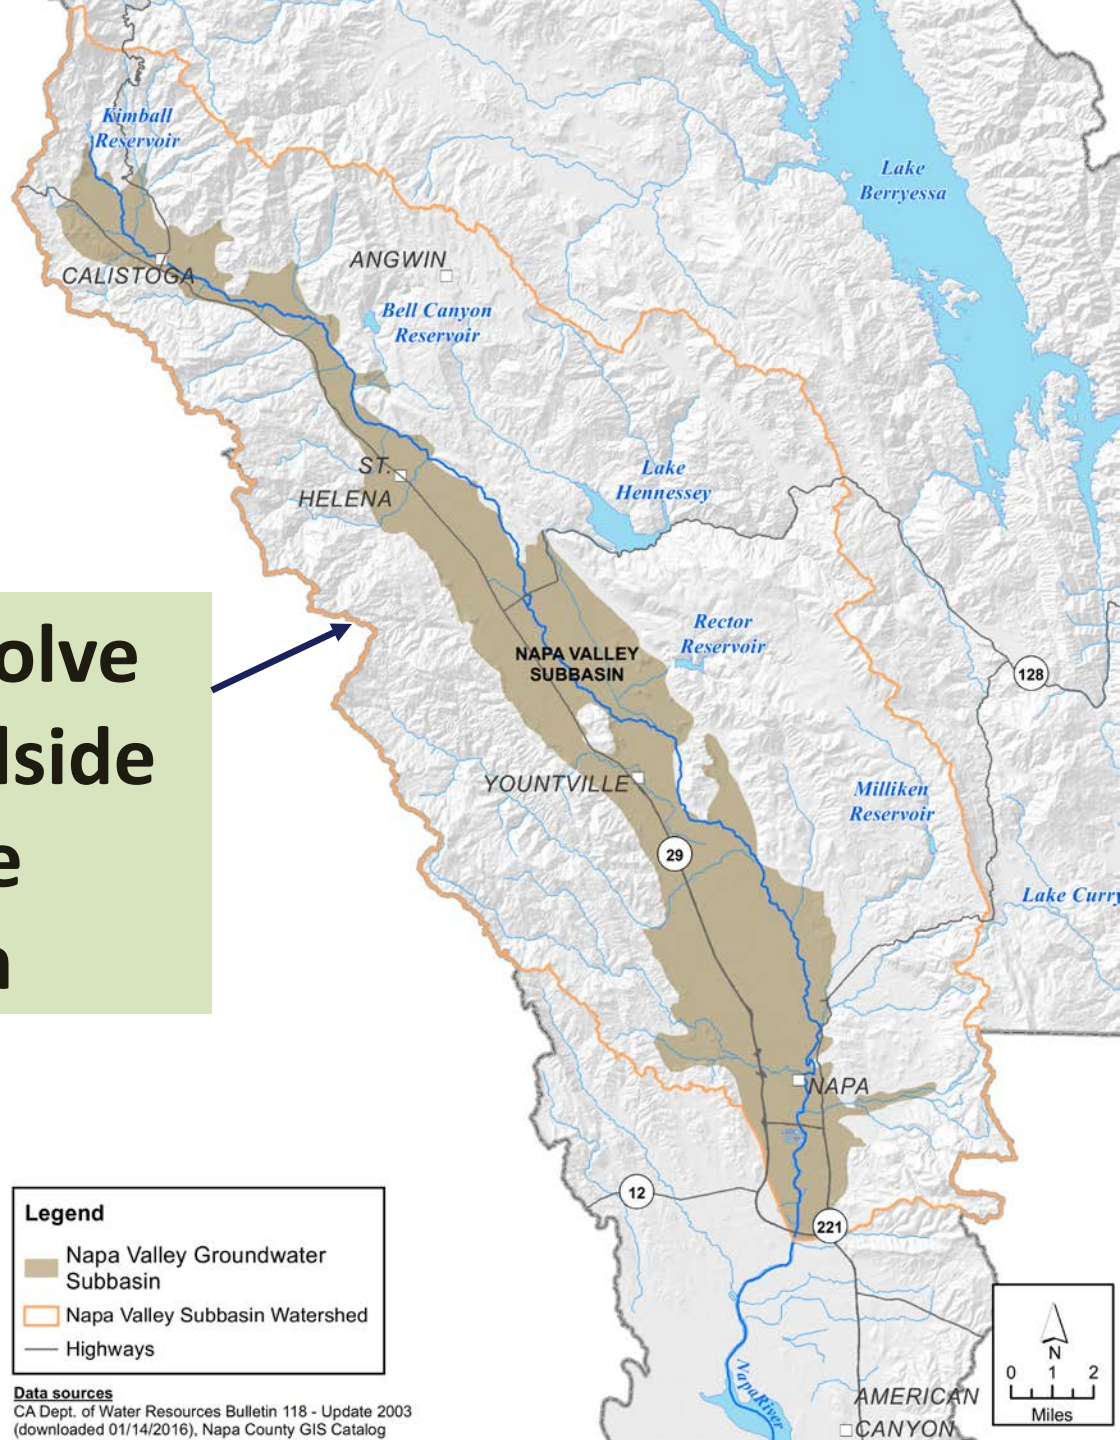 Kimball
Reservoir
Lake
Berryessa
ANGWIN
CALISTOGA
Bell Canyon
Reservoir
ST.
HELENA
Lake
Hennessey
olve
dside
e
n
Rector
Reservoir
NAPA VALLEY
SUBBASIN
128
YOUNTVILLE
Milliken
Reservoir
29
Lake Curry
NAPA
12
221
Legend
Napa Valley Groundwater
Subbasin
Napa Valley Subbasin Watershed
Highways
N
0 1 2
Miles
Napa River
AMERICAN
CANYON
Data sources
CA Dept. of Water Resources Bulletin 118 - Update 2003
(downloaded 01/14/2016), Napa County GIS Catalog